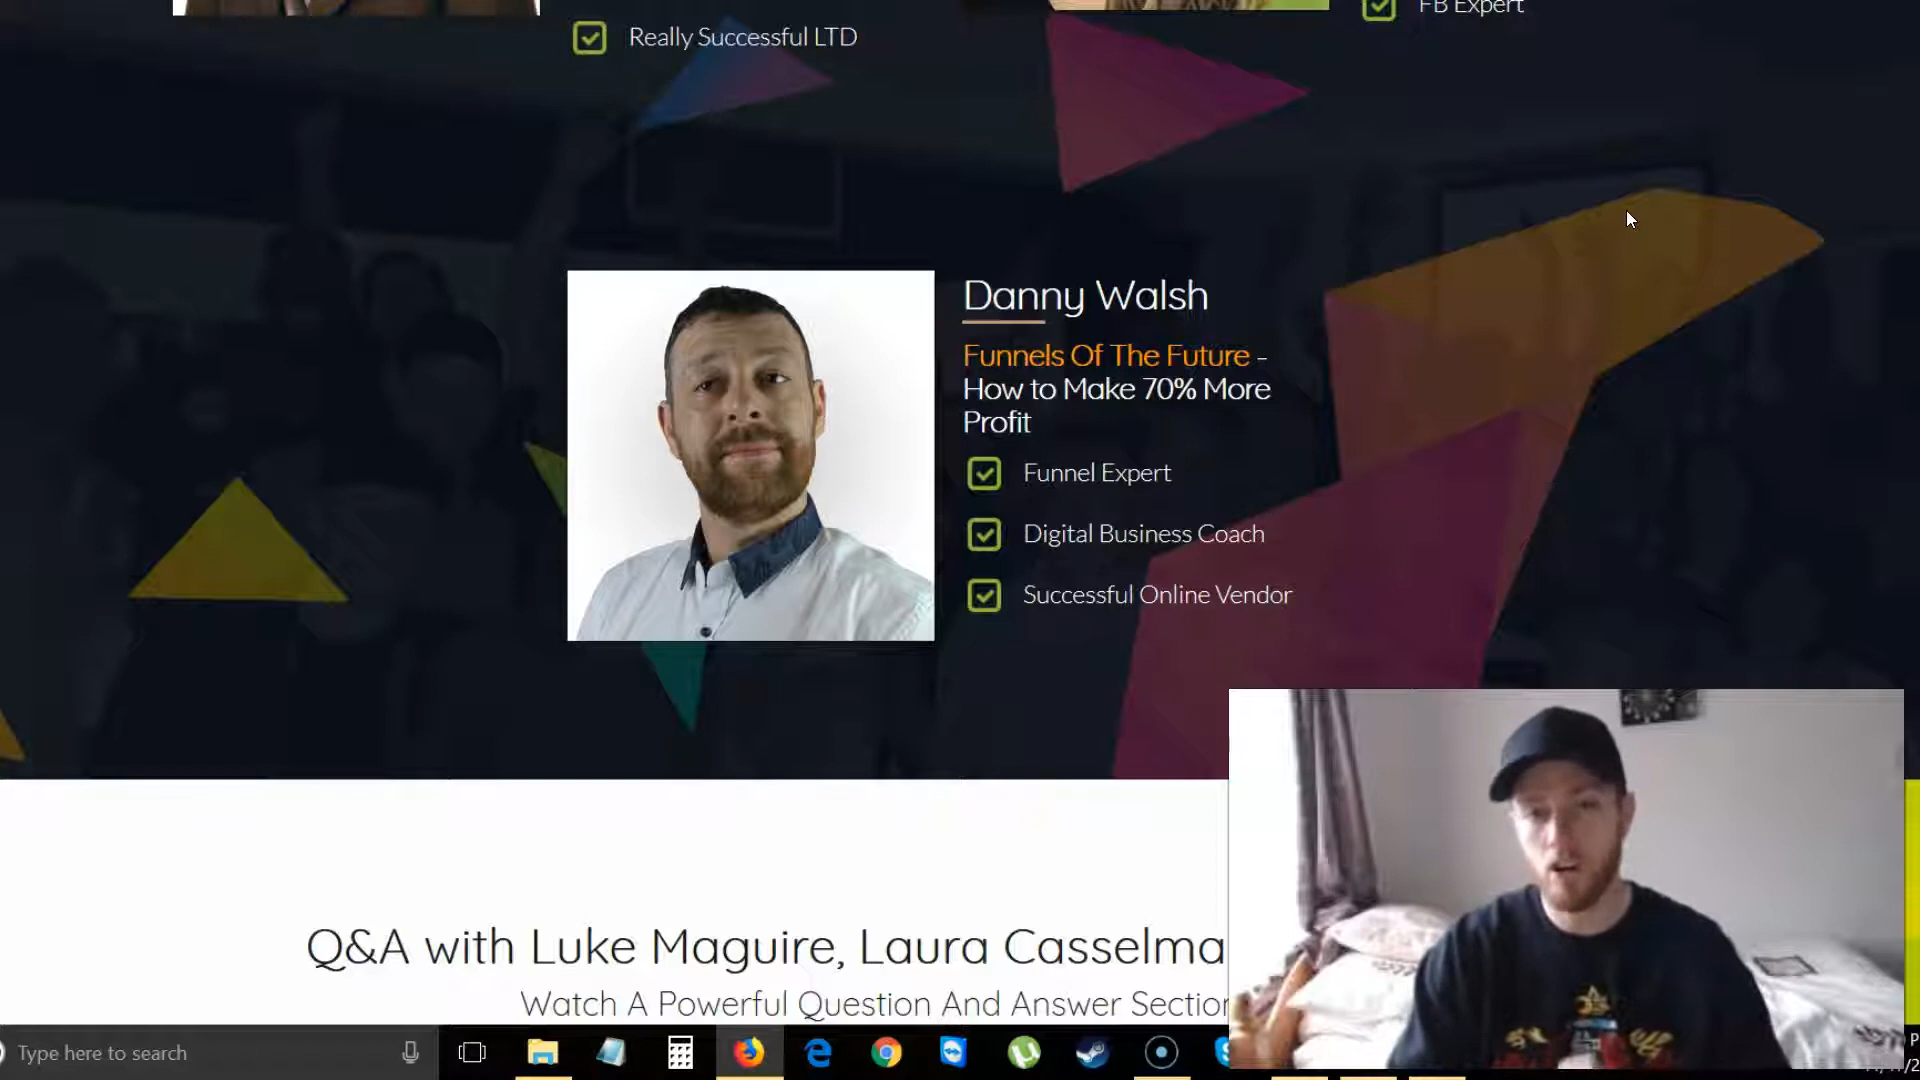 FB Expert
Really Successful LTD
Danny Walsh
Funnels Of The Future -
How to Make 70% More
Profit
Funnel Expert
Digital Business Coach
Successful Online Vendor
Q&A with Luke Maguire, Laura Casselma
Watch A Powerful Question And Answer Section
Type here to search